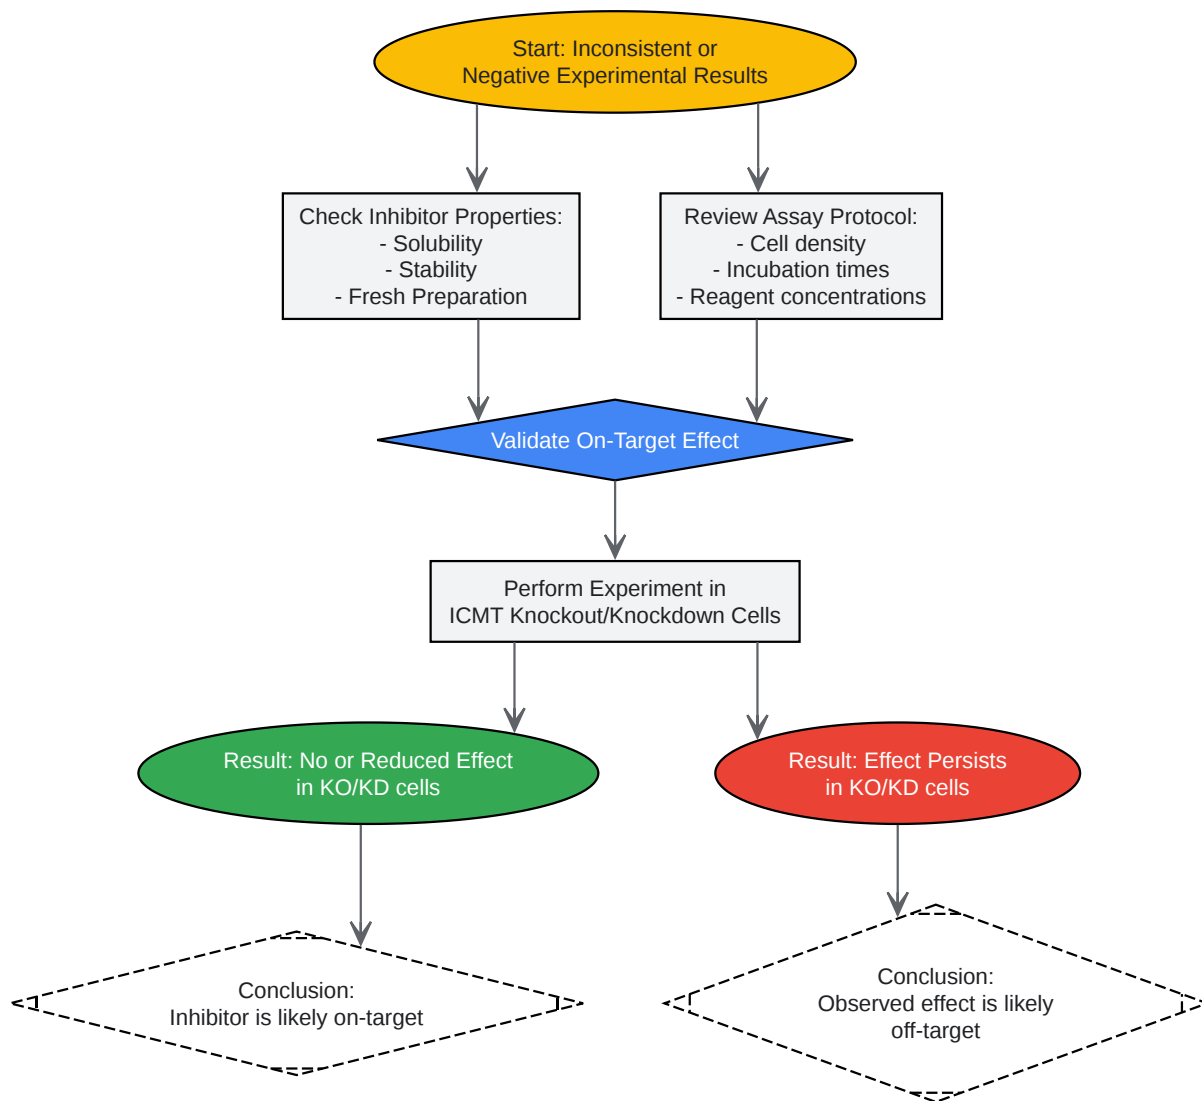 Start: Inconsistent or
Negative Experimental Results
Check Inhibitor Properties:
- Solubility
- Stability
- Fresh Preparation
Review Assay Protocol:
- Cell density
- Incubation times
- Reagent concentrations
Validate On-Target Effect
Perform Experiment in
ICMT Knockout/Knockdown Cells
Result: No or Reduced Effect
in KO/KD cells
Result: Effect Persists
in KO/KD cells
Conclusion:
Inhibitor is likely on-target
Conclusion:
Observed effect is likely
off-target